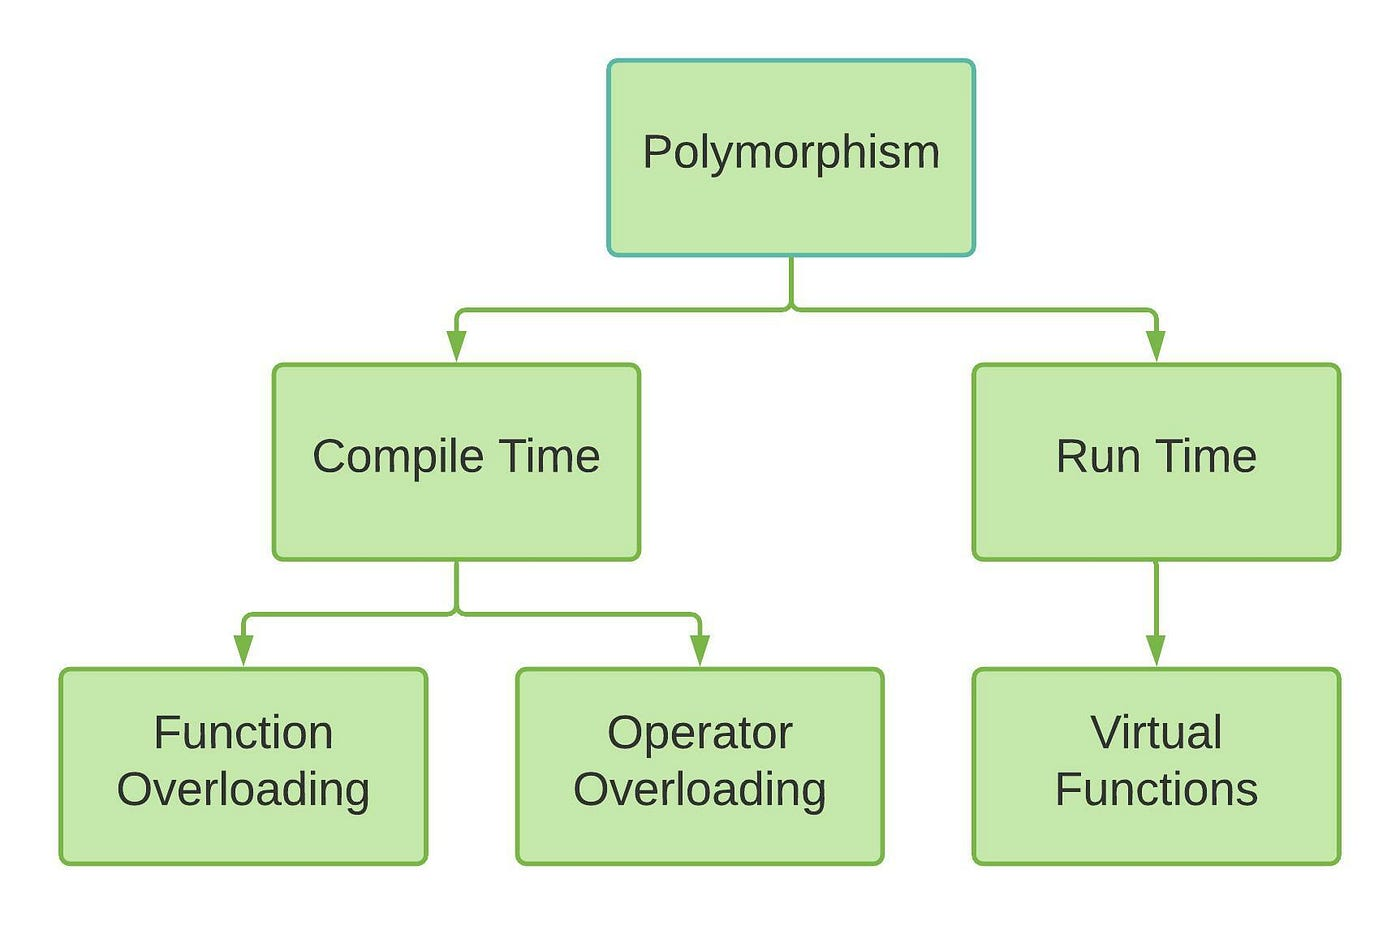 Polymorphism
Compile Time
Run Time
Function
Overloading
Operator
Overloading
Virtual
Functions